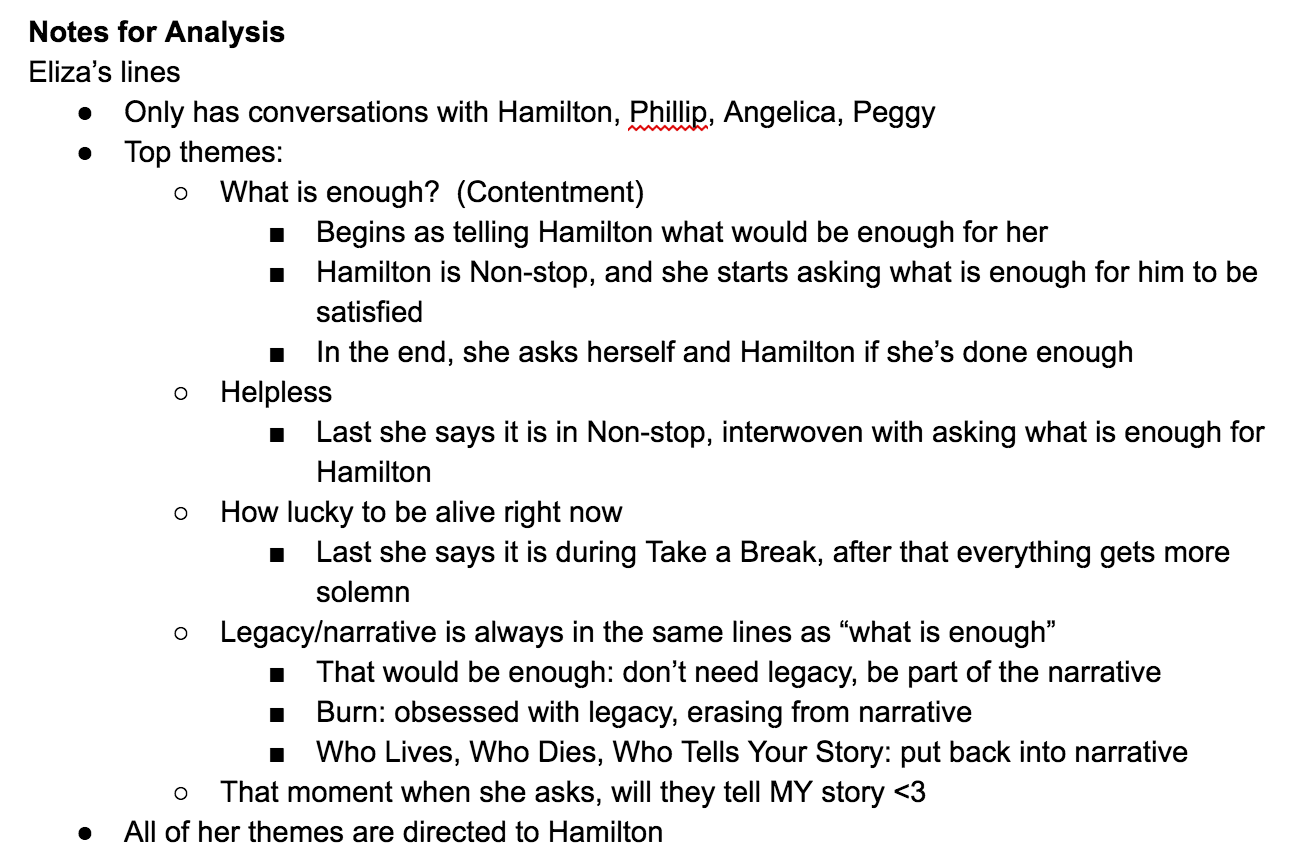 Notes for Analysis
Eliza’s lines
● Only has conversations with Hamilton, Phillip, Angelica, Peggy
● Top themes:
○ What is enough?  (Contentment)
■ Begins as telling Hamilton what would be enough for her
■ Hamilton is Non-stop, and she starts asking what is enough for him to be
satisfied
■ In the end, she asks herself and Hamilton if she’s done enough
○ Helpless
■ Last she says it is in Non-stop, interwoven with asking what is enough for
Hamilton
○ How lucky to be alive right now
■ Last she says it is during Take a Break, after that everything gets more
solemn
○ Legacy/narrative is always in the same lines as “what is enough”
■ That would be enough: don’t need legacy, be part of the narrative
■ Burn: obsessed with legacy, erasing from narrative
■ Who Lives, Who Dies, Who Tells Your Story: put back into narrative
○ That moment when she asks, will they tell MY story <3
● All of her themes are directed to Hamilton